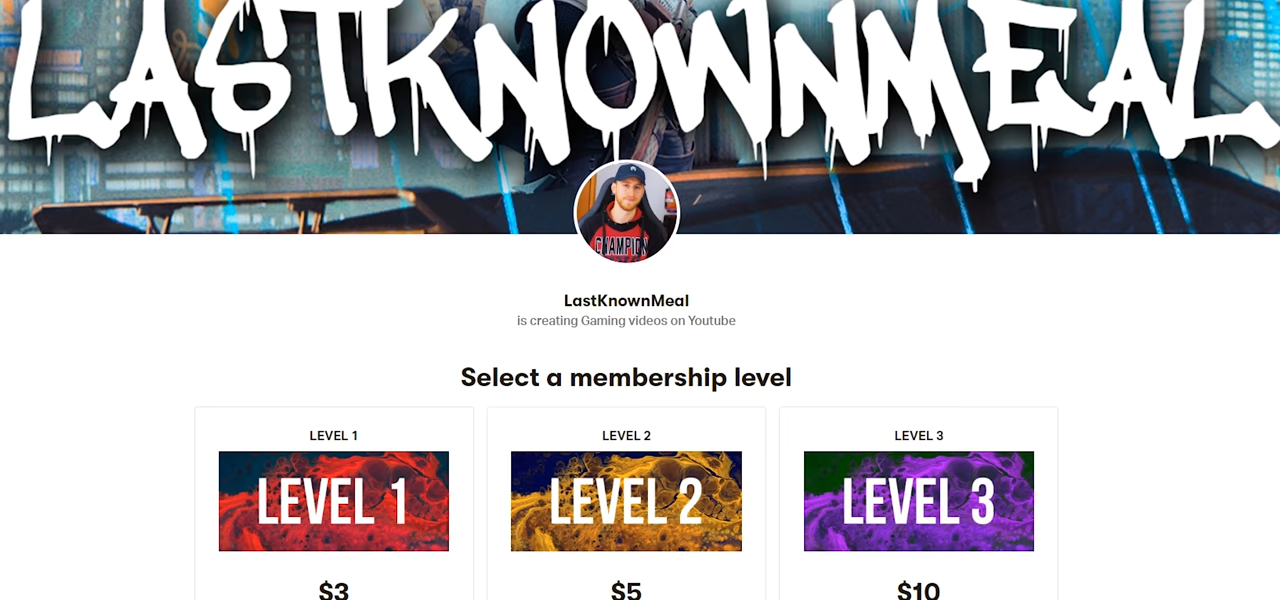 LASTKNOWNMEAL
CHAMPION
LastKnownMeal
is creating Gaming videos on Youtube
Select a membership level
LEVEL 1
LEVEL 2
LEVEL 3
LEVEL 1
LEVEL 2
LEVEL 3
$3
$5
$10